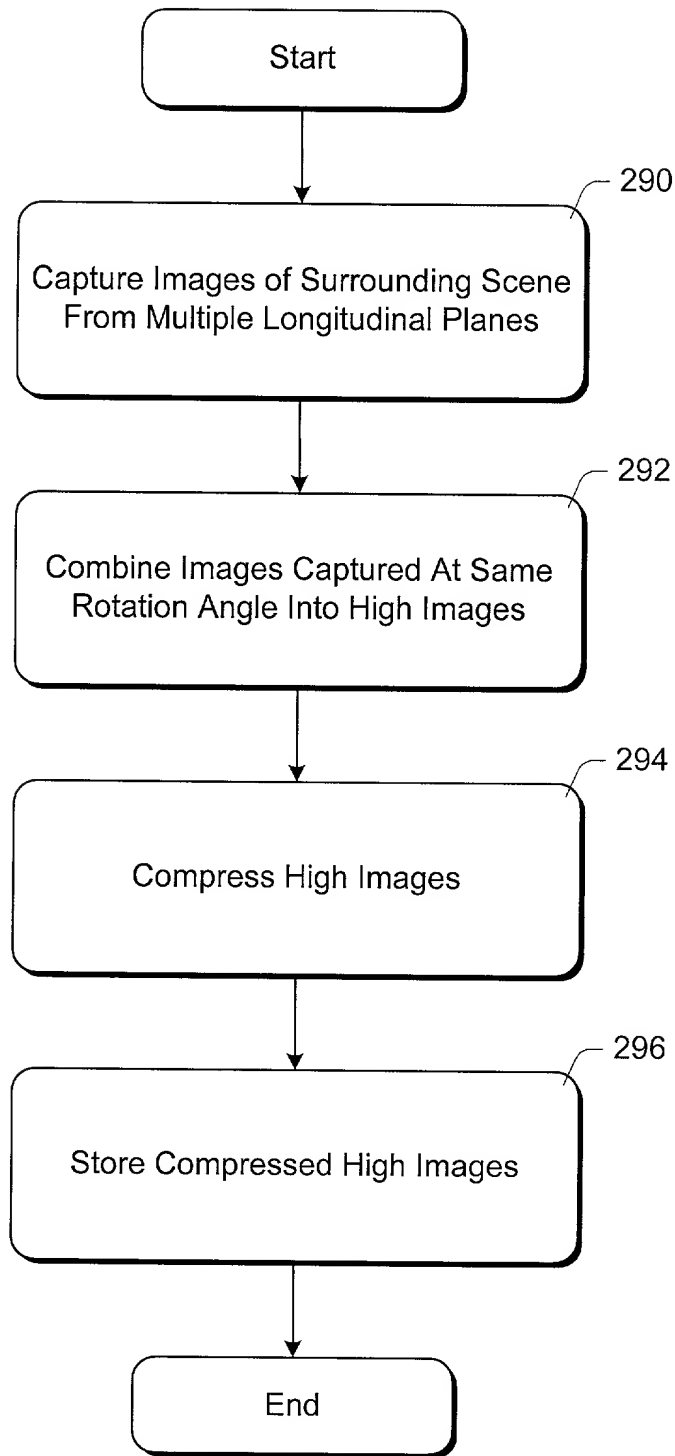 Start
290
Capture Images of Surrounding Scene
From Multiple Longitudinal Planes
292
Combine Images Captured At Same
Rotation Angle Into High Images
294
Compress High Images
296
Store Compressed High Images
End